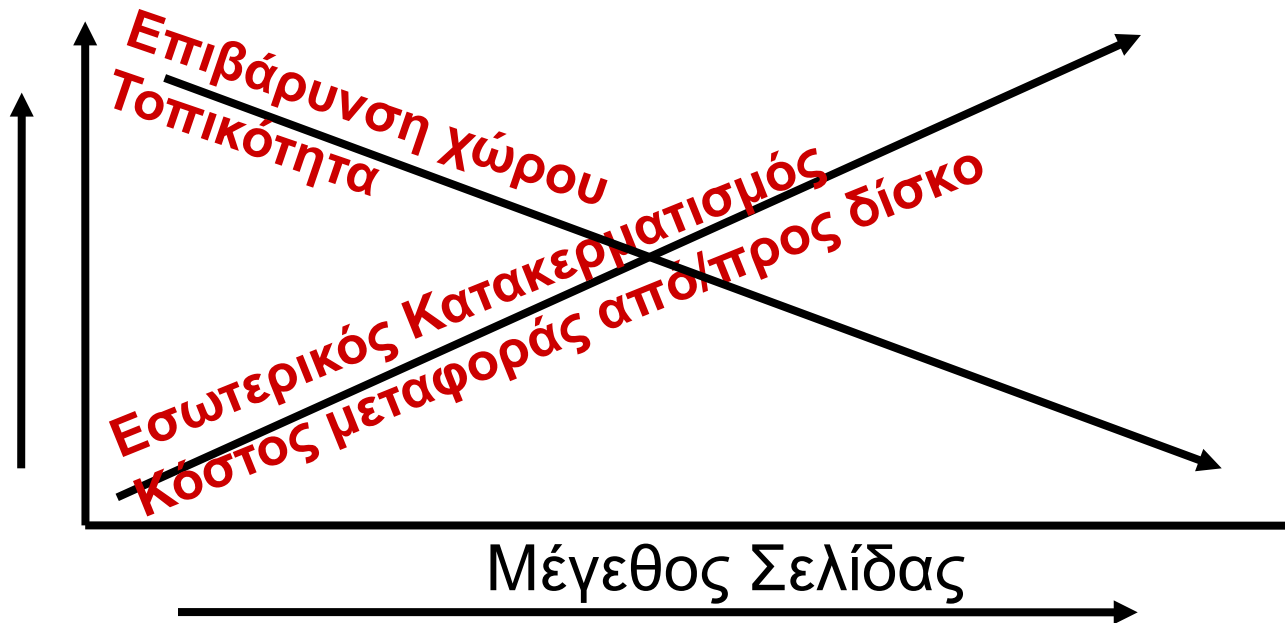 Επιβάρυνση χώρου
Τοπικότητα
Εσωτερικός Κατακερματισμός
Κόστος μεταφοράς από/προς δίσκο
Μέγεθος Σελίδας